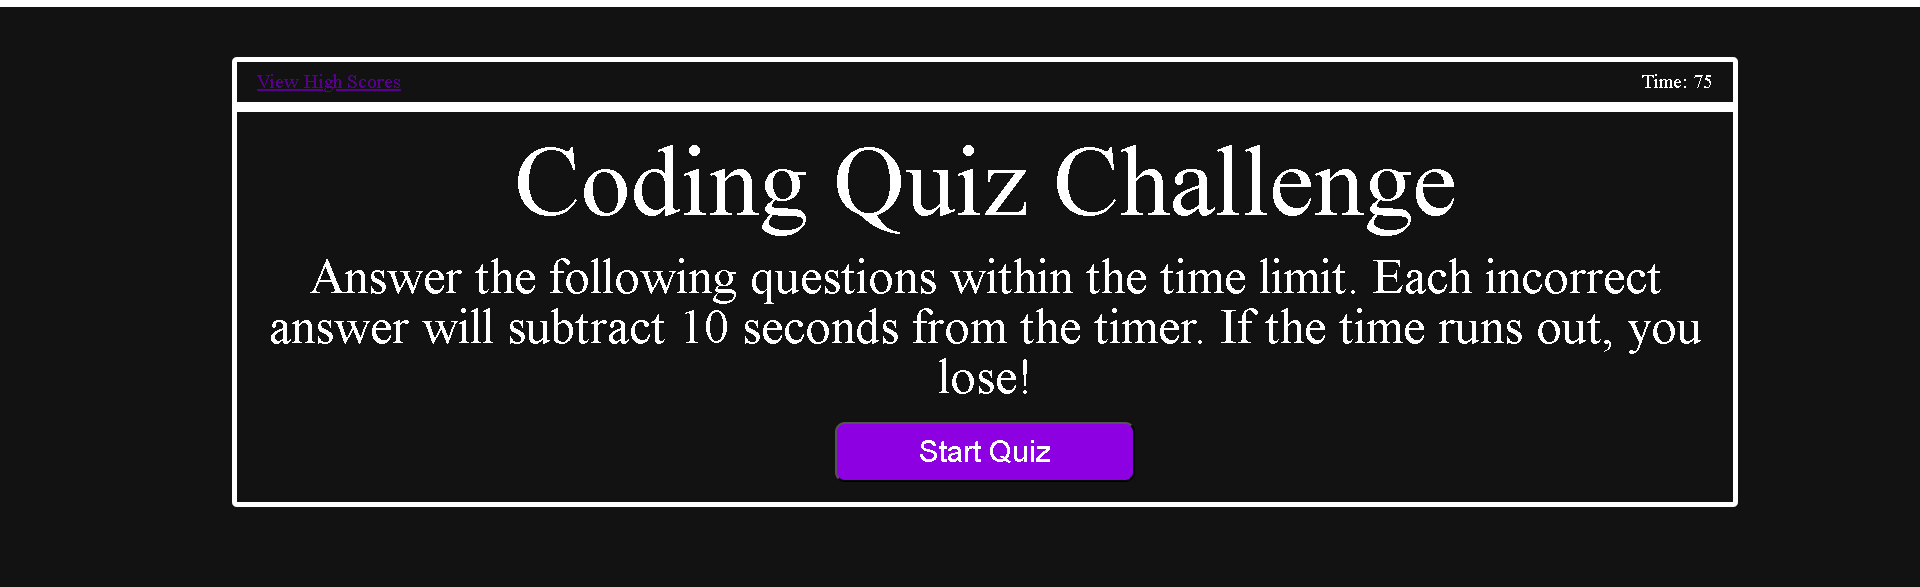 View High Scores
Time: 75
Coding Quiz Challenge
Answer the following questions within the time limit. Each incorrect
answer will subtract 10 seconds from the timer. If the time runs out, you
lose!
Start Quiz